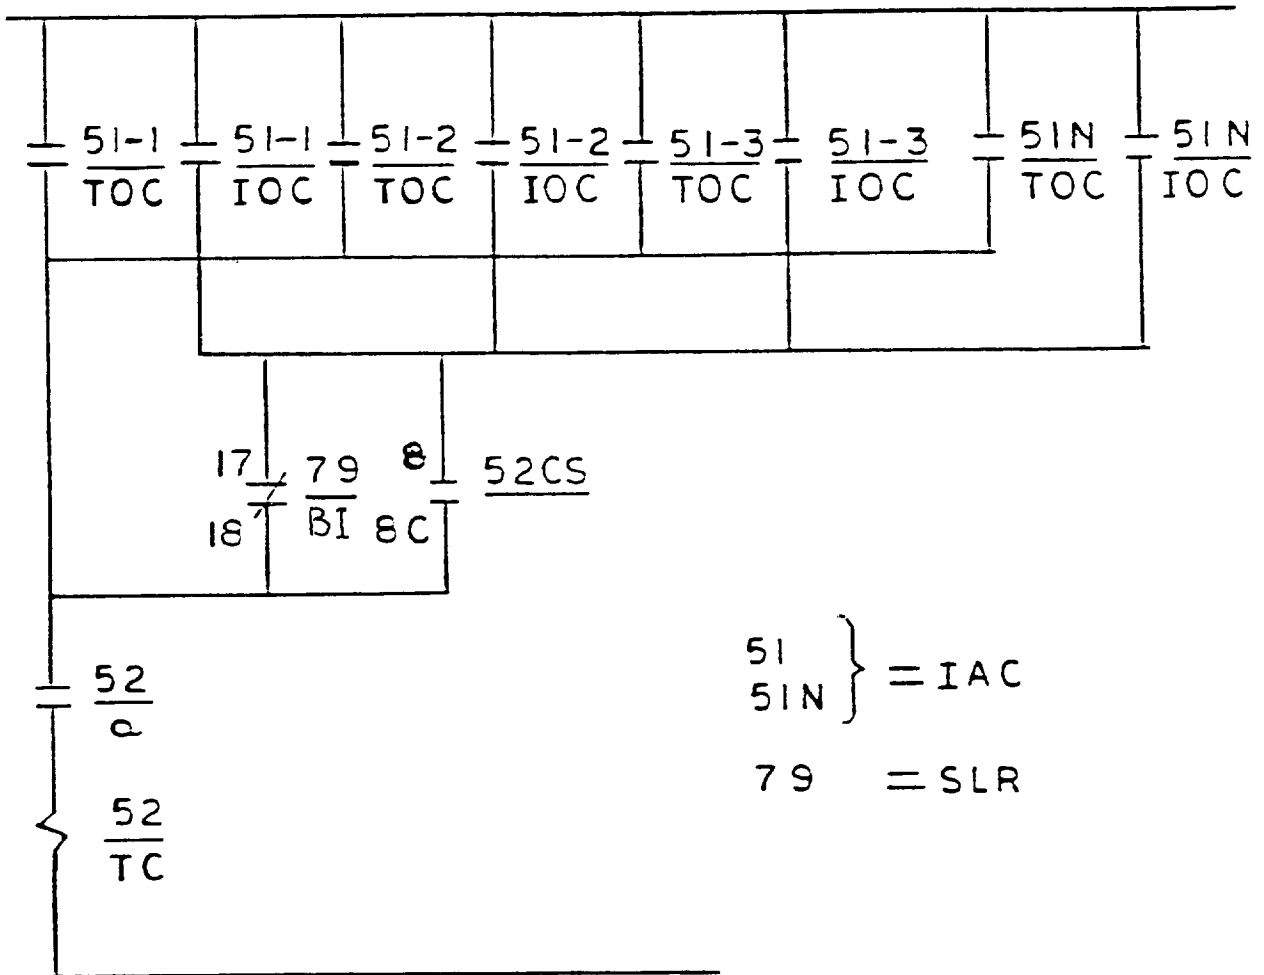 51-1
TOC
51-1
IOC
51-2
TOC
51-2
IOC
51-3
TOC
51-3
IOC
51N
TOC
51N
IOC
17
18
79
BI
8
8C
52CS
52
a
52
TC
51
51N
} = IAC
79 = SLR